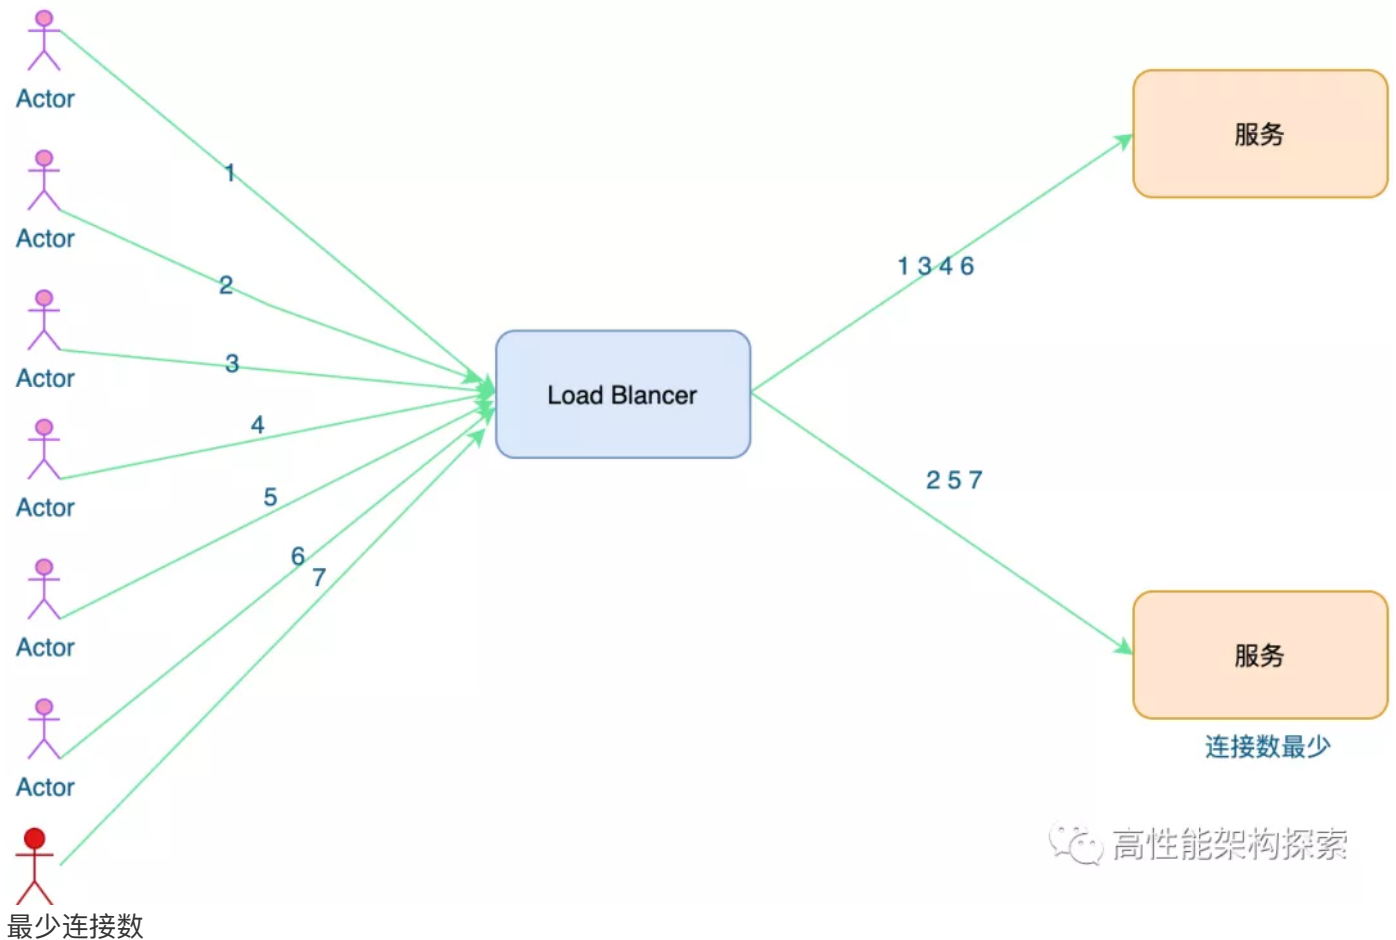 Actor
1
Actor
2
Actor
3
Actor
4
Actor
5
Actor
6
7
Load Blancer
1 3 4 6
2 5 7
服务
服务
连接数最少
高性能架构探索
最少连接数